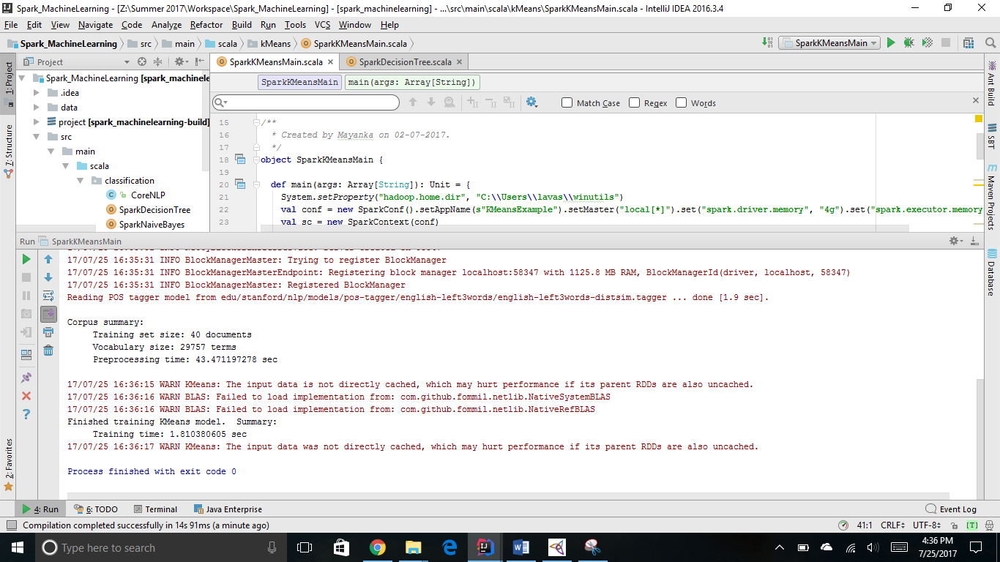 Spark_MachineLearning - [Z:\Summer 2017\Workspace\Spark_MachineLearning] - [spark_machinelearning] - ...\src\main\scala\kMeans\SparkKMeansMain.scala - IntelliJ IDEA 2016.3.4
File Edit View Navigate Code Analyze Refactor Build Run Tools VCS Window Help
Spark_MachineLearning src main scala kMeans SparkKMeansMain.scala
SparkKMeansMain
1: Project
7: Structure
2: Favorites
Project
Spark_MachineLearning [spark_machinele
.idea
data
project [spark_machinelearning-build]
src
main
scala
classification
CoreNLP
SparkDecisionTree
SparkNaiveBayes
SparkKMeansMain.scala SparkDecisionTree.scala
SparkKMeansMain main(args: Array[String])
Match Case Regex Words
15 /**
16 * Created by Mayanka on 02-07-2017.
17 */
18 object SparkKMeansMain {
19
20 def main(args: Array[String]): Unit = {
21 System.setProperty("hadoop.home.dir", "C:\\Users\\lavas\\winutils")
22 val conf = new SparkConf().setAppName(s"KMeansExample").setMaster("local[*]").set("spark.driver.memory", "4g").set("spark.executor.memory
23 val sc = new SparkContext(conf)
Ant Build
SBT
Maven Projects
Database
Run SparkKMeansMain
17/07/25 16:35:31 INFO BlockManagerMaster: Trying to register BlockManager
17/07/25 16:35:31 INFO BlockManagerMasterEndpoint: Registering block manager localhost:58347 with 1125.8 MB RAM, BlockManagerId(driver, localhost, 58347)
17/07/25 16:35:31 INFO BlockManagerMaster: Registered BlockManager
Reading POS tagger model from edu/stanford/nlp/models/pos-tagger/english-left3words/english-left3words-distsim.tagger ... done [1.9 sec].
Corpus summary:
Training set size: 40 documents
Vocabulary size: 29757 terms
Preprocessing time: 43.471197278 sec
17/07/25 16:36:15 WARN KMeans: The input data is not directly cached, which may hurt performance if its parent RDDs are also uncached.
17/07/25 16:36:16 WARN BLAS: Failed to load implementation from: com.github.fommil.netlib.NativeSystemBLAS
17/07/25 16:36:16 WARN BLAS: Failed to load implementation from: com.github.fommil.netlib.NativeRefBLAS
Finished training KMeans model.  Summary:
Training time: 1.810380605 sec
17/07/25 16:36:17 WARN KMeans: The input data was not directly cached, which may hurt performance if its parent RDDs are also uncached.
Process finished with exit code 0
4: Run 6: TODO Terminal Java Enterprise Event Log
Compilation completed successfully in 14s 91ms (a minute ago) 41:1 CRLF UTF-8 [T]
Type here to search
4:36 PM
7/25/2017